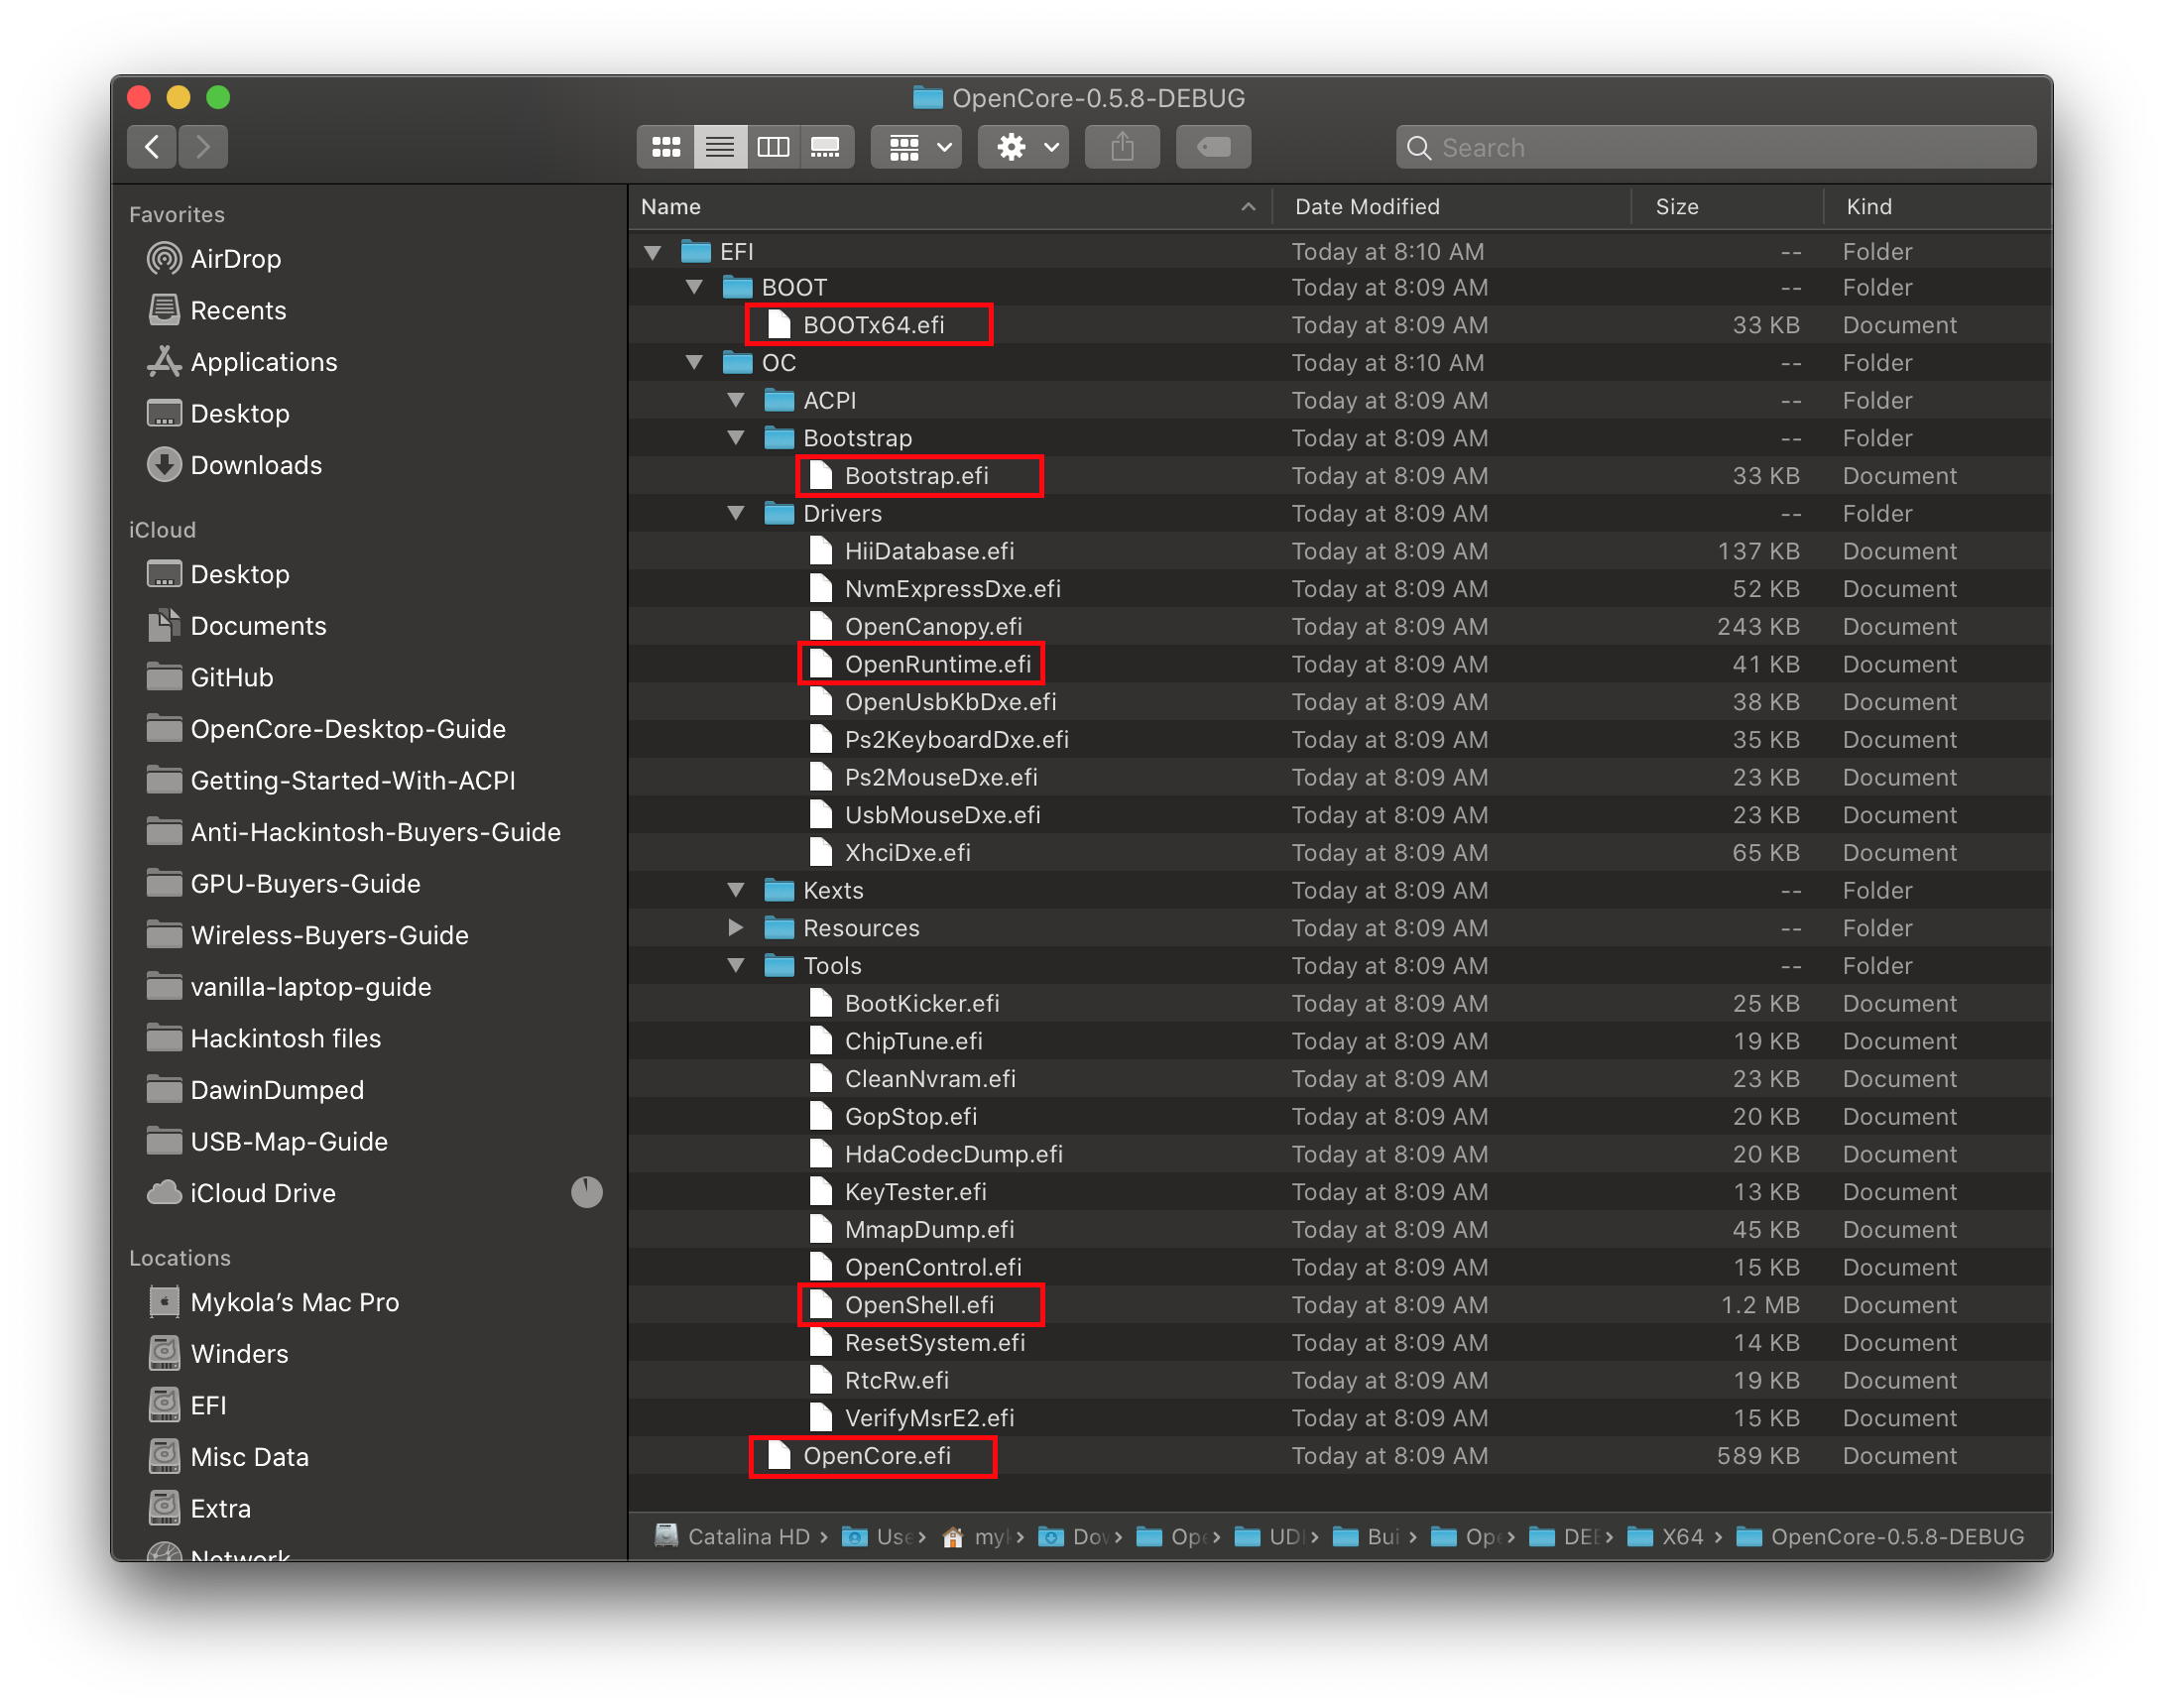 OpenCore-0.5.8-DEBUG
Search
Favorites
AirDrop
Recents
Applications
Desktop
Downloads
iCloud
Desktop
Documents
GitHub
OpenCore-Desktop-Guide
Getting-Started-With-ACPI
Anti-Hackintosh-Buyers-Guide
GPU-Buyers-Guide
Wireless-Buyers-Guide
vanilla-laptop-guide
Hackintosh files
DawinDumped
USB-Map-Guide
iCloud Drive
Locations
Mykola's Mac Pro
Winders
EFI
Misc Data
Extra
Network
Name Date Modified Size Kind
EFI Today at 8:10 AM -- Folder
BOOT Today at 8:09 AM -- Folder
BOOTx64.efi Today at 8:09 AM 33 KB Document
OC Today at 8:10 AM -- Folder
ACPI Today at 8:09 AM -- Folder
Bootstrap Today at 8:09 AM -- Folder
Bootstrap.efi Today at 8:09 AM 33 KB Document
Drivers Today at 8:09 AM -- Folder
HiiDatabase.efi Today at 8:09 AM 137 KB Document
NvmExpressDxe.efi Today at 8:09 AM 52 KB Document
OpenCanopy.efi Today at 8:09 AM 243 KB Document
OpenRuntime.efi Today at 8:09 AM 41 KB Document
OpenUsbKbDxe.efi Today at 8:09 AM 38 KB Document
Ps2KeyboardDxe.efi Today at 8:09 AM 35 KB Document
Ps2MouseDxe.efi Today at 8:09 AM 23 KB Document
UsbMouseDxe.efi Today at 8:09 AM 23 KB Document
XhciDxe.efi Today at 8:09 AM 65 KB Document
Kexts Today at 8:09 AM -- Folder
Resources Today at 8:09 AM -- Folder
Tools Today at 8:09 AM -- Folder
BootKicker.efi Today at 8:09 AM 25 KB Document
ChipTune.efi Today at 8:09 AM 19 KB Document
CleanNvram.efi Today at 8:09 AM 23 KB Document
GopStop.efi Today at 8:09 AM 20 KB Document
HdaCodecDump.efi Today at 8:09 AM 20 KB Document
KeyTester.efi Today at 8:09 AM 13 KB Document
MmapDump.efi Today at 8:09 AM 45 KB Document
OpenControl.efi Today at 8:09 AM 15 KB Document
OpenShell.efi Today at 8:09 AM 1.2 MB Document
ResetSystem.efi Today at 8:09 AM 14 KB Document
RtcRw.efi Today at 8:09 AM 19 KB Document
VerifyMsrE2.efi Today at 8:09 AM 15 KB Document
OpenCore.efi Today at 8:09 AM 589 KB Document
Catalina HD › Use › myk › Dow › Ope › UD › Bui › Ope › DEB › X64 › OpenCore-0.5.8-DEBUG